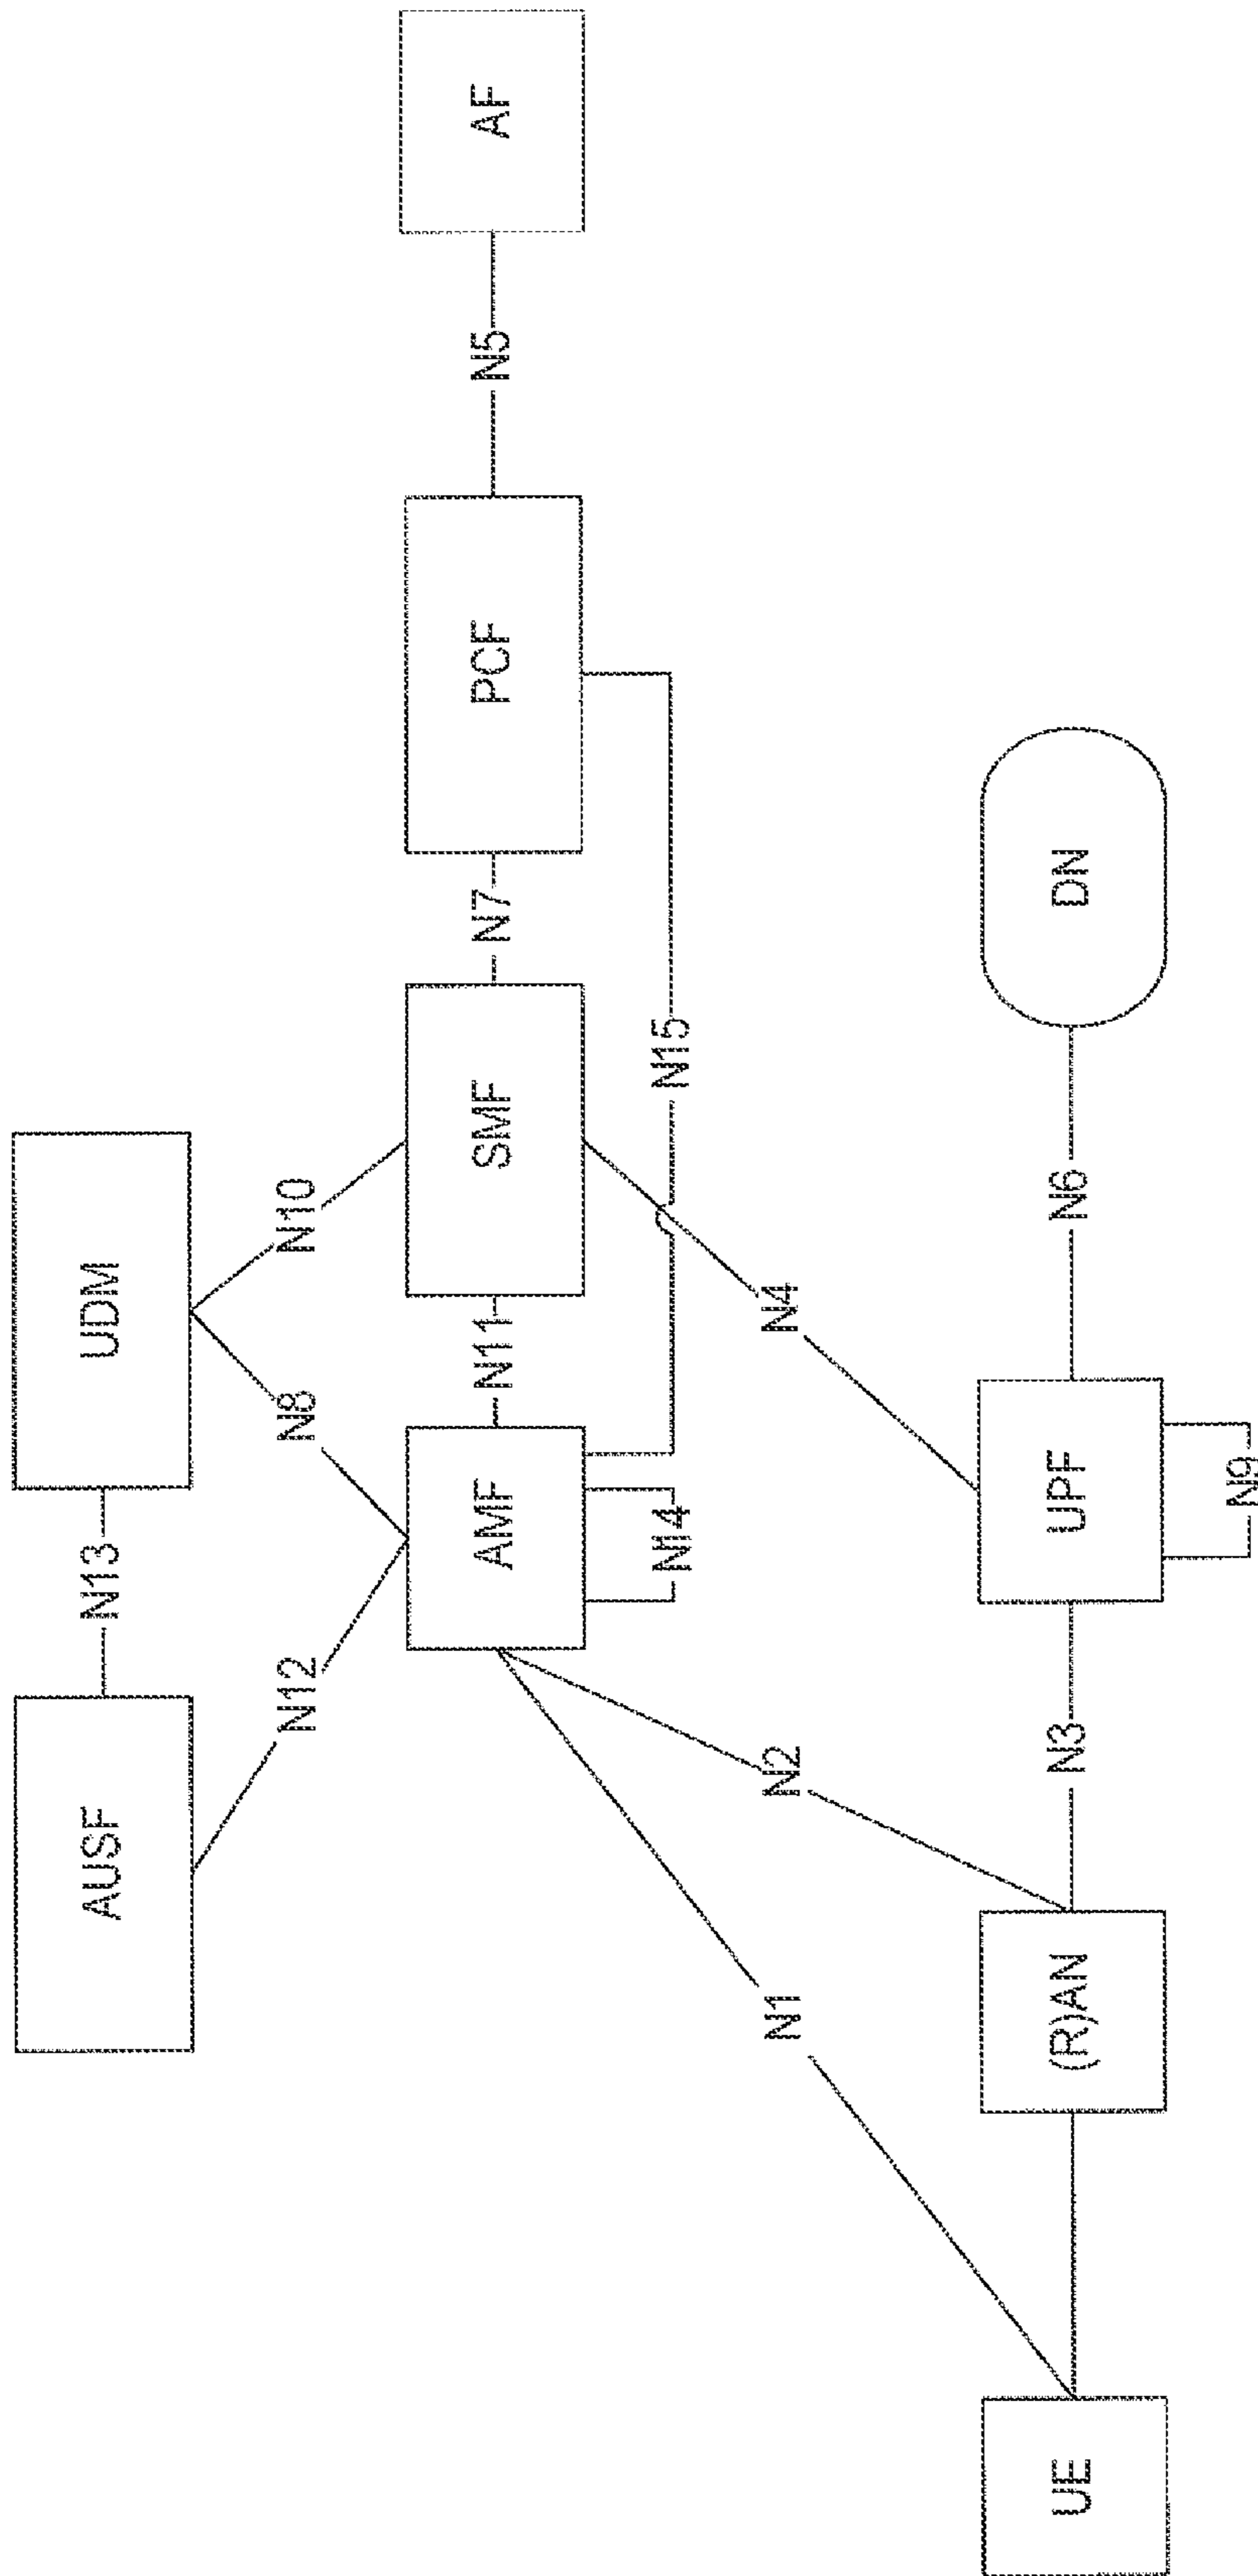 AUSF
N13
UDM
N12
N8
N10
AMF
N11
SMF
N7
PCF
N5
AF
N14
N15
N1
N2
N4
UE
(R)AN
N3
UPF
N6
DN
N9